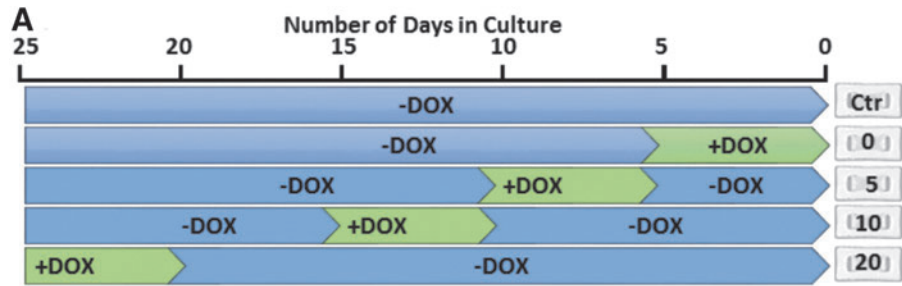 A
Number of Days in Culture
25 20 15 10 5 0
-DOX Ctr
-DOX +DOX 0
-DOX +DOX -DOX 5
-DOX +DOX -DOX 10
+DOX -DOX 20